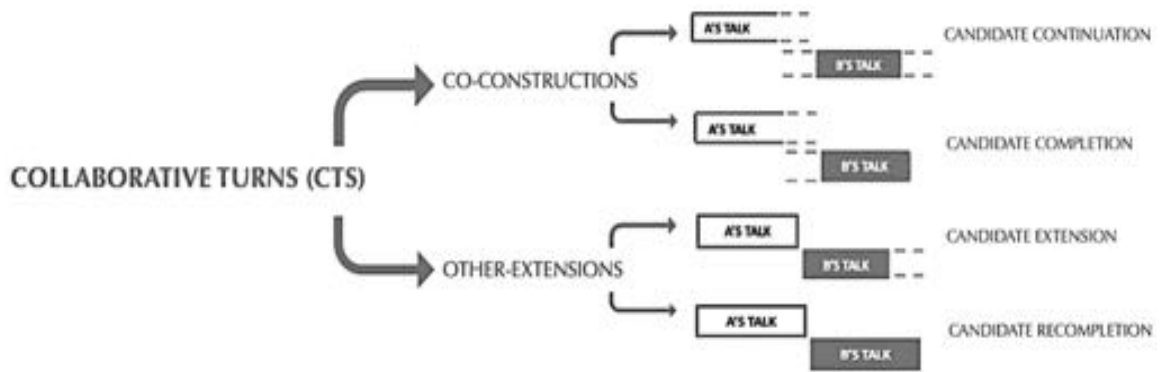 A'S TALK
CANDIDATE CONTINUATION
B'S TALK
CO-CONSTRUCTIONS
A'S TALK
CANDIDATE COMPLETION
B'S TALK
COLLABORATIVE TURNS (CTS)
A'S TALK
CANDIDATE EXTENSION
B'S TALK
OTHER-EXTENSIONS
A'S TALK
CANDIDATE RECOMPLETION
B'S TALK